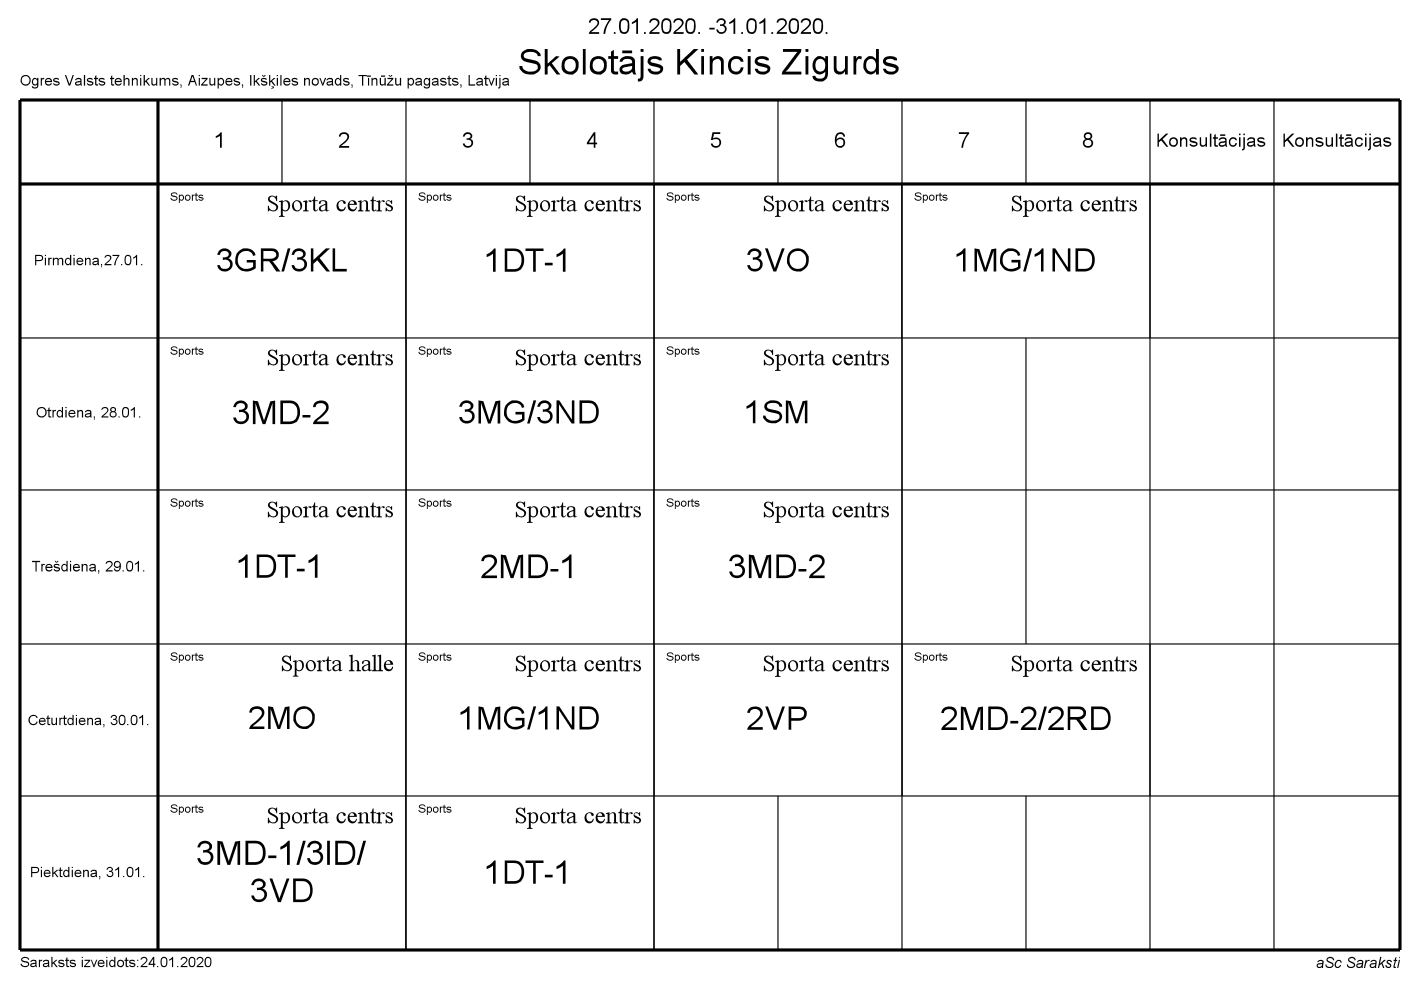 27.01.2020. -31.01.2020.
Skolotājs Kincis Zigurds
Ogres Valsts tehnikums, Aizupes, Ikšķiles novads, Tīnūžu pagasts, Latvija
1 2 3 4 5 6 7 8 Konsultācijas Konsultācijas
Sports Sporta centrs Sports Sporta centrs Sports Sporta centrs Sports Sporta centrs
Pirmdiena,27.01. 3GR/3KL 1DT-1 3VO 1MG/1ND
Sports Sporta centrs Sports Sporta centrs Sports Sporta centrs
Otrdiena, 28.01. 3MD-2 3MG/3ND 1SM
Sports Sporta centrs Sports Sporta centrs Sports Sporta centrs
Trešdiena, 29.01. 1DT-1 2MD-1 3MD-2
Sports Sporta halle Sports Sporta centrs Sports Sporta centrs Sports Sporta centrs
Ceturtdiena, 30.01. 2MO 1MG/1ND 2VP 2MD-2/2RD
Sports Sporta centrs Sports Sporta centrs
Piektdiena, 31.01. 3MD-1/3ID/ 1DT-1
3VD
Saraksts izveidots:24.01.2020 aSc Saraksti